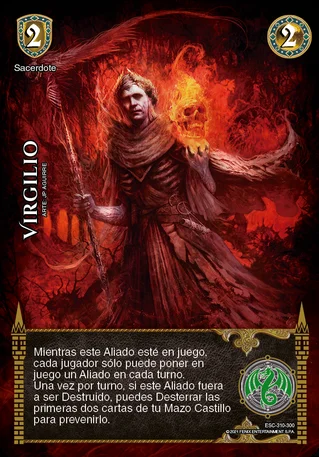 2
2
Sacerdote
VIRGILIO
ARTE: JP AGUIRRE
Mientras este Aliado esté en juego,
cada jugador sólo puede poner en
juego un Aliado en cada turno.
Una vez por turno, si este Aliado fuera
a ser Destruído, puedes Desterrar las
primeras dos cartas de tu Mazo Castillo
para prevenirlo.
ESC-310-300
©2021 FENIX ENTERTAINMENT S.P.A.